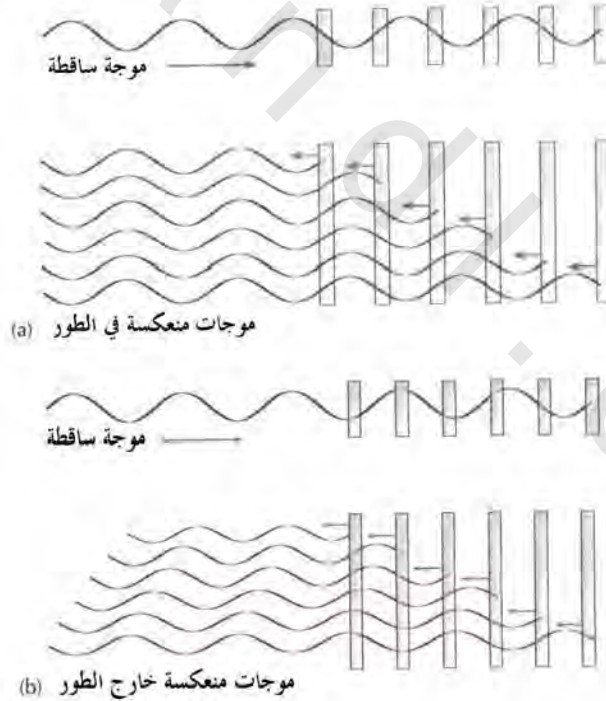 موجة ساقطة
(a) موجات منعكسة في الطور
موجة ساقطة
(b) موجات منعكسة خارج الطور